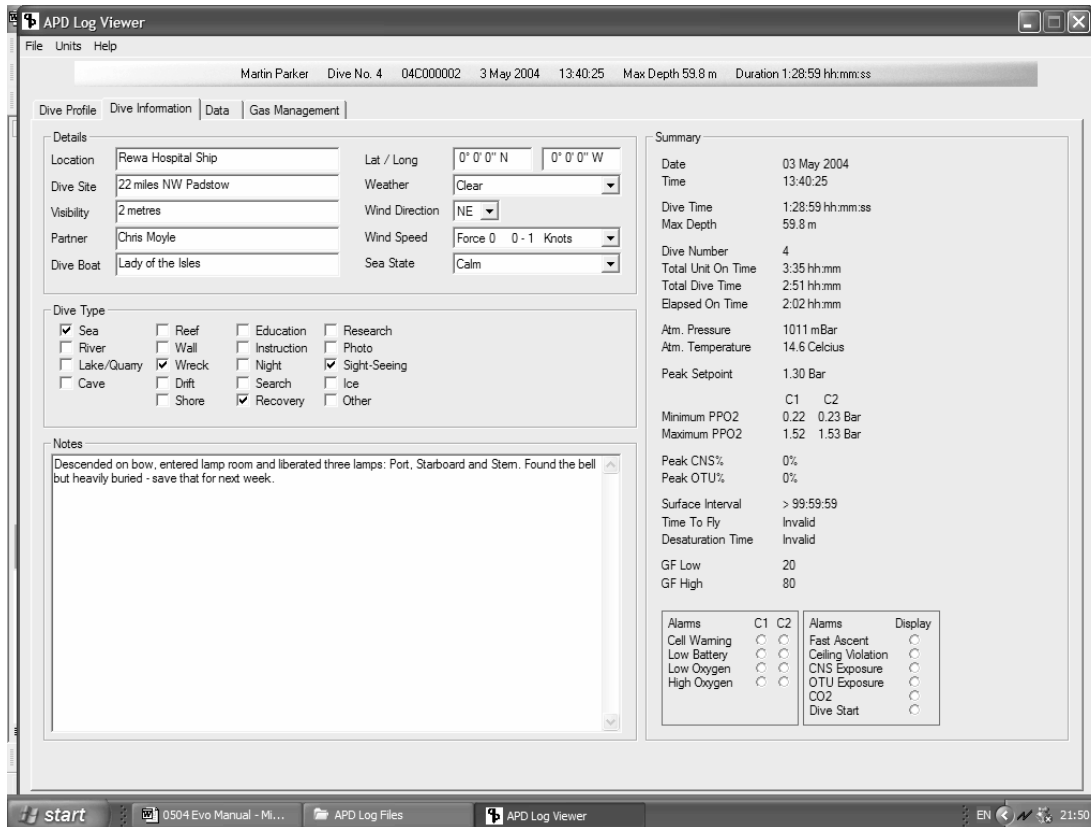 APD Log Viewer
File Units Help
Martin Parker Dive No. 4 04C000002 3 May 2004 13:40:25 Max Depth 59.8 m Duration 1:28:59 hh:mm:ss
Dive Profile Dive Information Data Gas Management
Details
Location Rewa Hospital Ship
Dive Site 22 miles NW Padstow
Visibility 2 metres
Partner Chris Moyle
Dive Boat Lady of the Isles
Lat / Long 0° 0' 0" N 0° 0' 0" W
Weather Clear
Wind Direction NE
Wind Speed Force 0 0 - 1 Knots
Sea State Calm
Dive Type
Sea Reef Education Research
River Wall Instruction Photo
Lake/Quarry Wreck Night Sight-Seeing
Cave Drift Search Ice
Shore Recovery Other
Notes
Descended on bow, entered lamp room and liberated three lamps: Port, Starboard and Stern. Found the bell
but heavily buried - save that for next week.
Summary
Date 03 May 2004
Time 13:40:25
Dive Time 1:28:59 hh:mm:ss
Max Depth 59.8 m
Dive Number 4
Total Unit On Time 3:35 hh:mm
Total Dive Time 2:51 hh:mm
Elapsed On Time 2:02 hh:mm
Atm. Pressure 1011 mBar
Atm. Temperature 14.6 Celcius
Peak Setpoint 1.30 Bar
C1 C2
Minimum PPO2 0.22 0.23 Bar
Maximum PPO2 1.52 1.53 Bar
Peak CNS% 0%
Peak OTU% 0%
Surface Interval > 99:59:59
Time To Fly Invalid
Desaturation Time Invalid
GF Low 20
GF High 80
Alarms C1 C2
Cell Warning
Low Battery
Low Oxygen
High Oxygen
Alarms Display
Fast Ascent
Ceiling Violation
CNS Exposure
OTU Exposure
CO2
Dive Start
start 0504 Evo Manual - Mi... APD Log Files APD Log Viewer EN 21:50